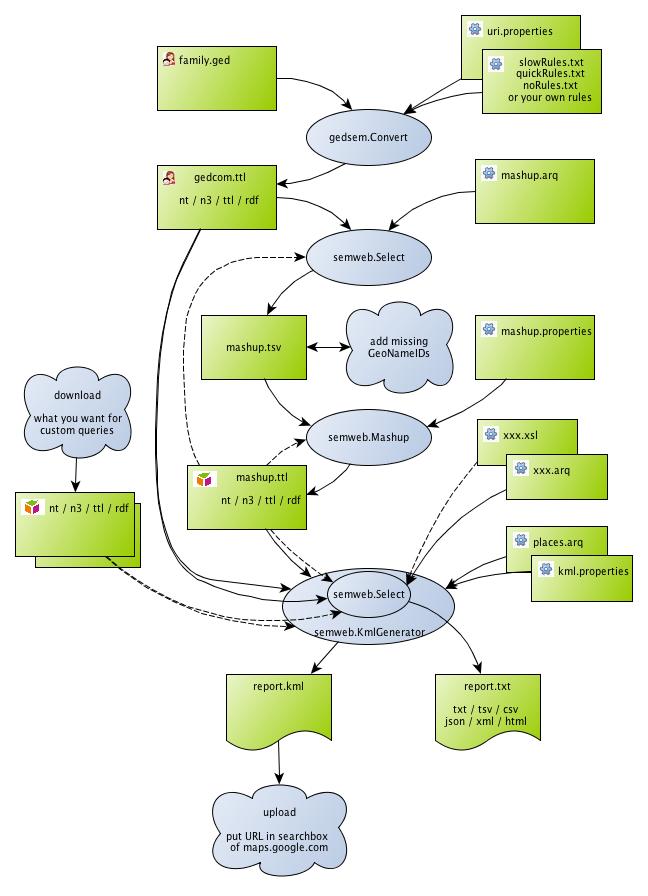 uri.properties
family.ged
slowRules.txt
quickRules.txt
noRules.txt
or your own rules
gedsem.Convert
gedcom.ttl
nt / n3 / ttl / rdf
mashup.arq
semweb.Select
mashup.tsv
add missing
GeoNameIDs
mashup.properties
download
what you want for
custom queries
semweb.Mashup
xxx.xsl
xxx.arq
mashup.ttl
nt / n3 / ttl / rdf
nt / n3 / ttl / rdf
places.arq
kml.properties
semweb.Select
semweb.KmlGenerator
report.kml
report.txt
txt / tsv / csv
json / xml / html
upload
put URL in searchbox
of maps.google.com